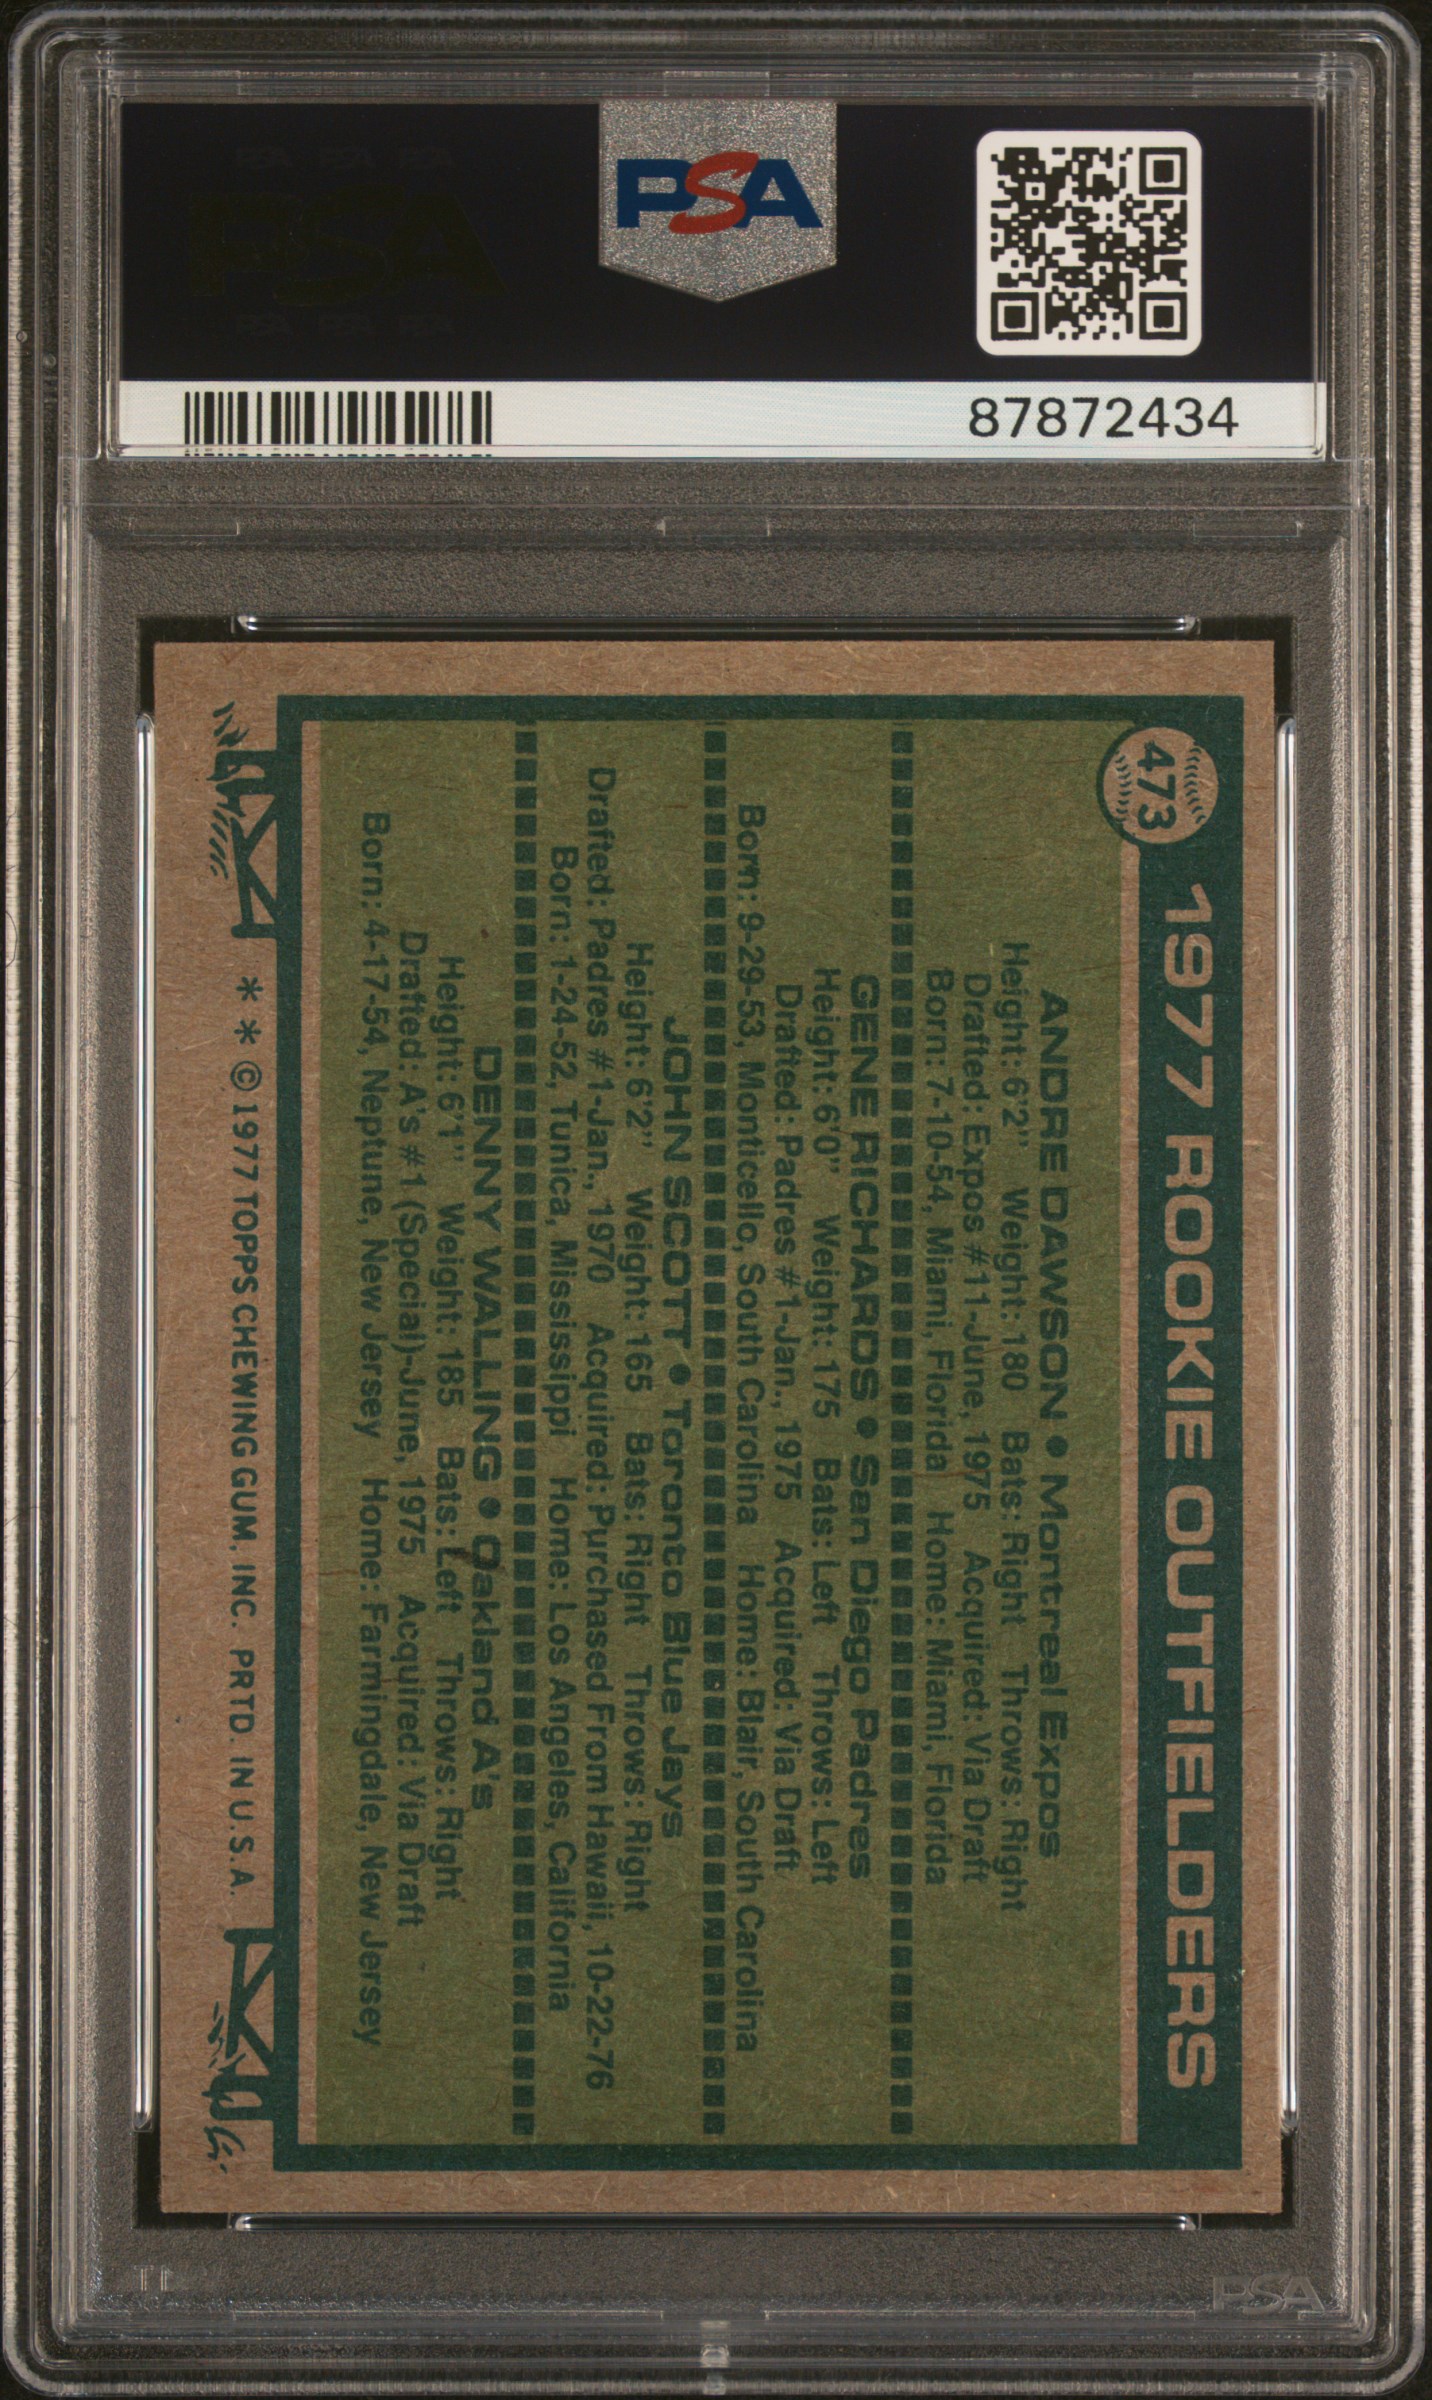 PSA
87872434
473
1977 ROOKIE OUTFIELDERS
ANDRE DAWSON • Montreal Expos
Height: 6'2" Weight: 180 Bats: Right Throws: Right
Drafted: Expos #11-June, 1975 Acquired: Via Draft
Born: 7-10-54, Miami, Florida Home: Miami, Florida
GENE RICHARDS • San Diego Padres
Height: 6'0" Weight: 175 Bats: Left Throws: Left
Drafted: Padres #1-Jan., 1975 Acquired: Via Draft
Born: 9-29-53, Monticello, South Carolina Home: Blair, South Carolina
JOHN SCOTT • Toronto Blue Jays
Height: 6'2" Weight: 165 Bats: Right Throws: Right
Drafted: Padres #1-Jan., 1970 Acquired: Purchased From Hawaii, 10-22-76
Born: 1-24-52, Tunica, Mississippi Home: Los Angeles, California
DENNY WALLING • Oakland A's
Height: 6'1" Weight: 185 Bats: Left Throws: Right
Drafted: A's #1 (Special)-June, 1975 Acquired: Via Draft
Born: 4-17-54, Neptune, New Jersey Home: Farmingdale, New Jersey
* * © 1977 TOPPS CHEWING GUM, INC. PRTD. IN U.S.A.
PSA